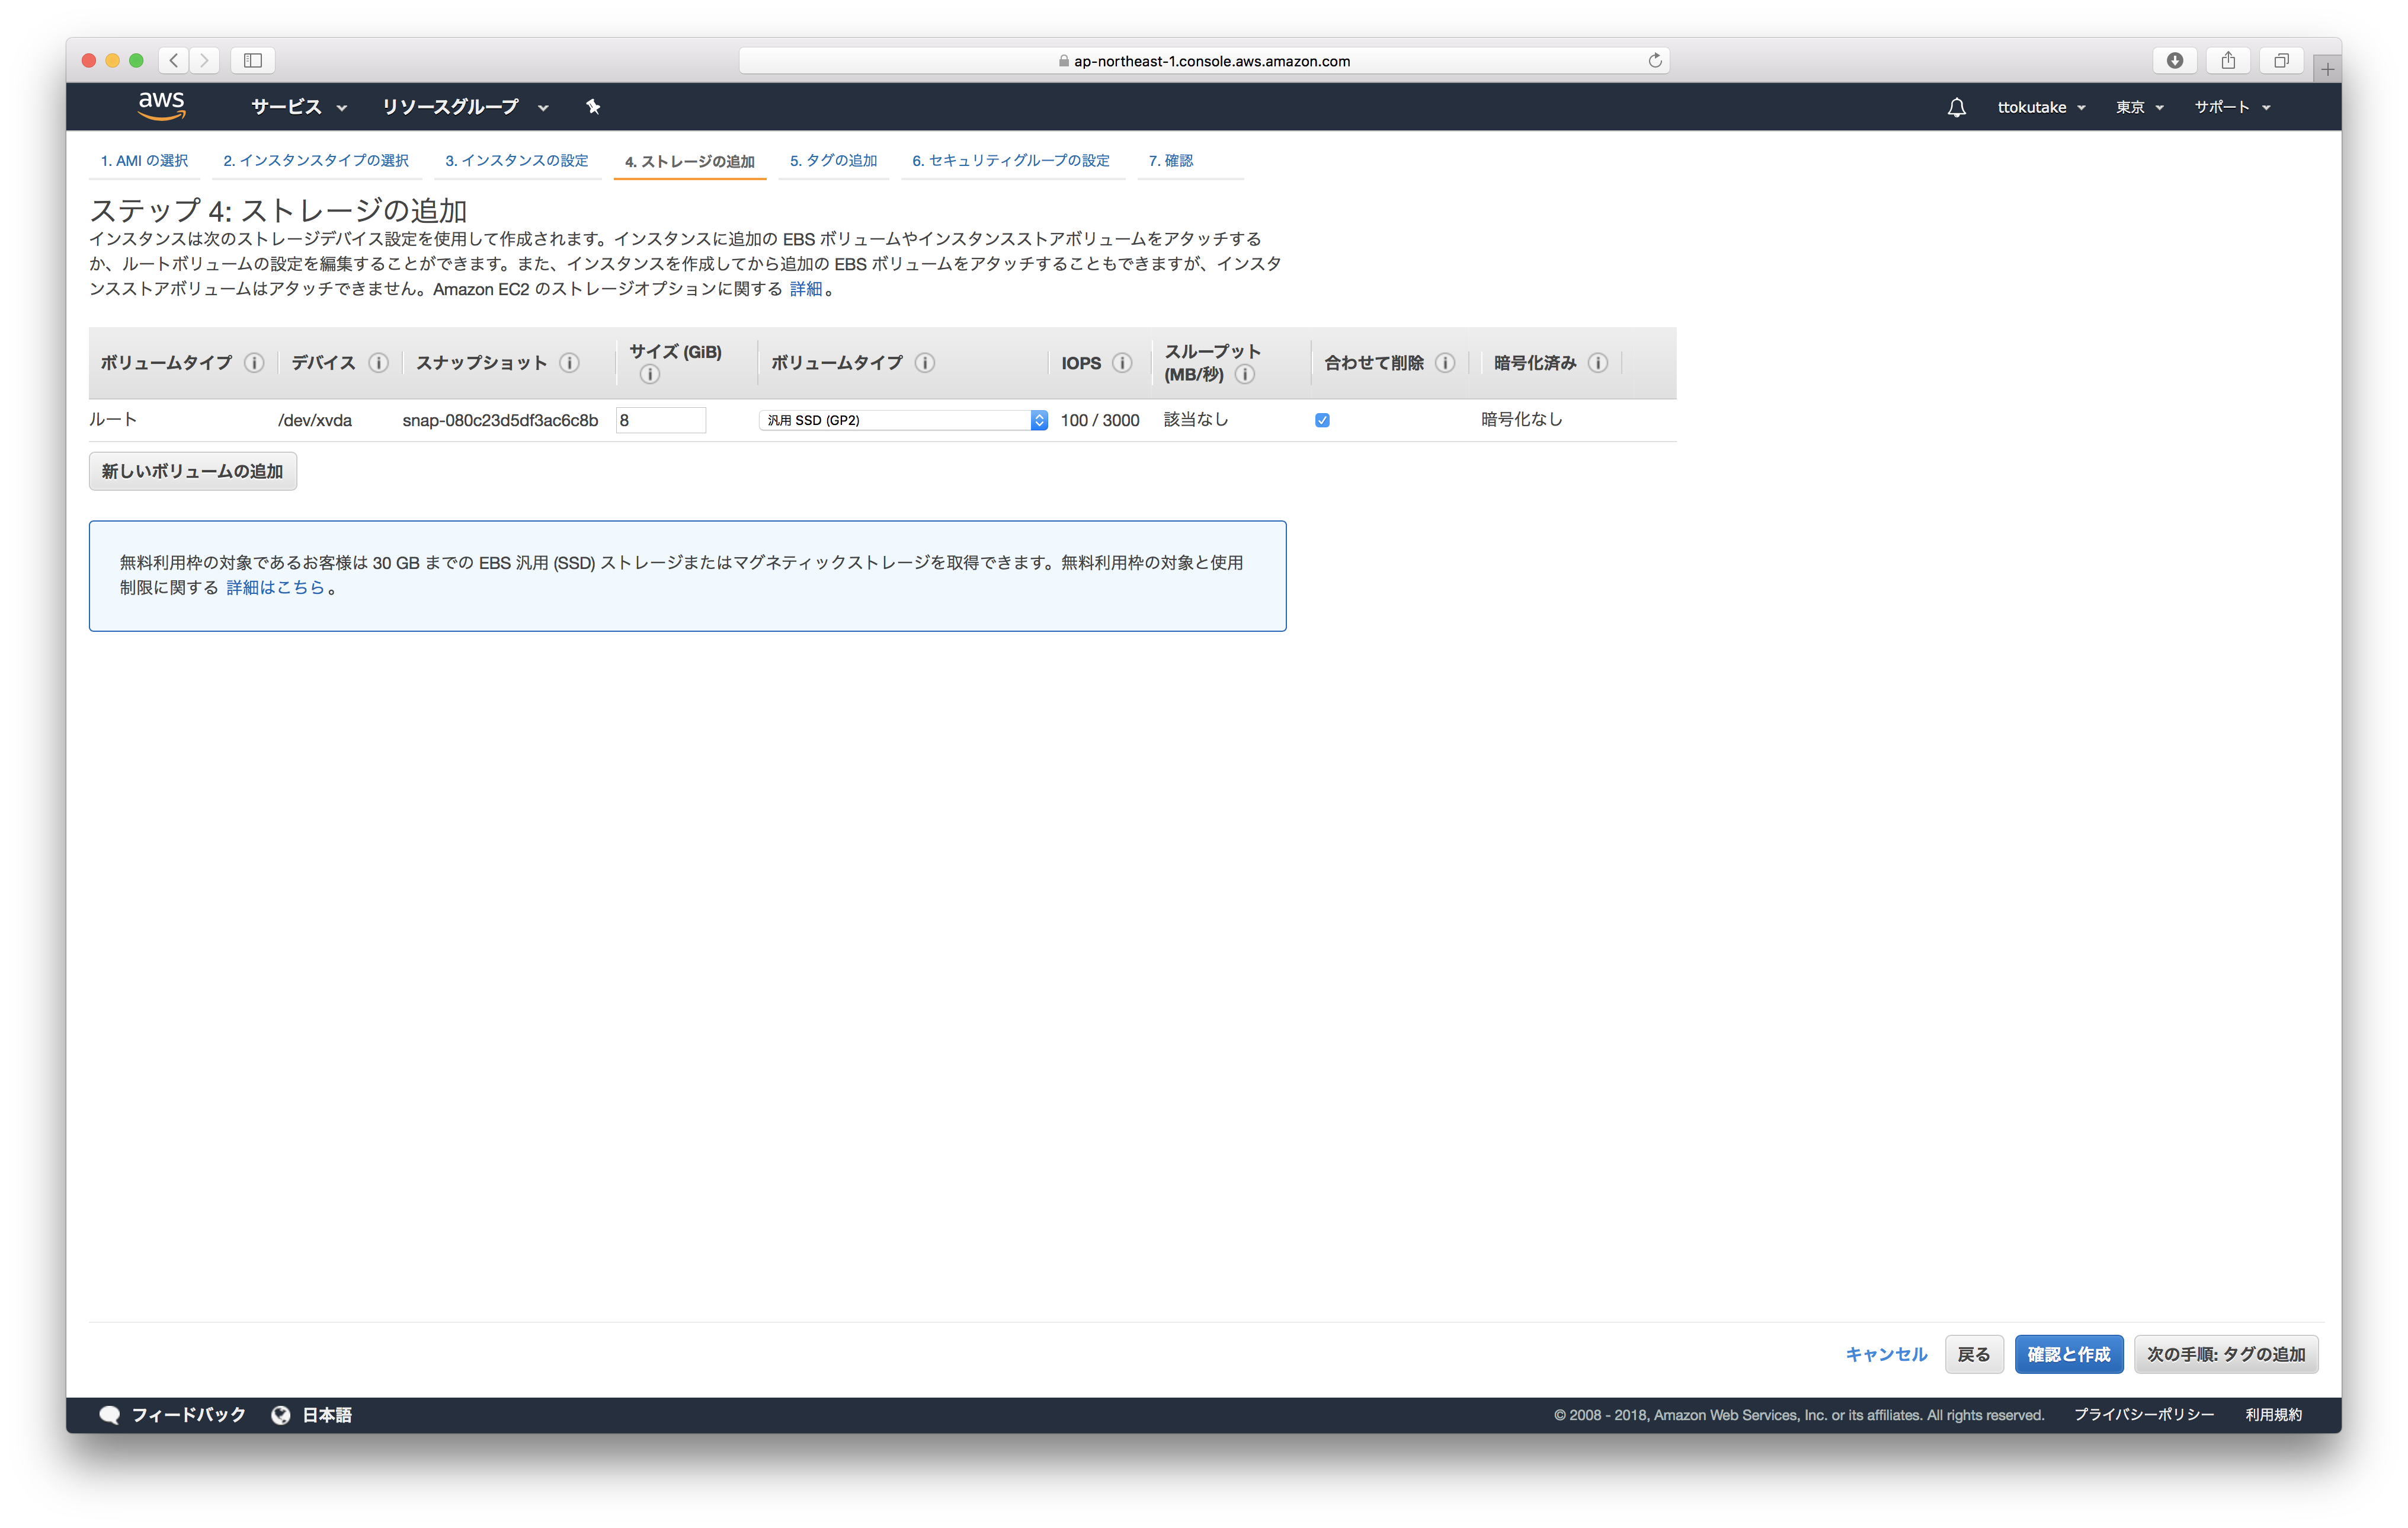 ap-northeast-1.console.aws.amazon.com
aws サービス リソースグループ ttokutake 東京 サポート
1. AMI の選択 2. インスタンスタイプの選択 3. インスタンスの設定 4. ストレージの追加 5. タグの追加 6. セキュリティグループの設定 7. 確認
ステップ 4: ストレージの追加
インスタンスは次のストレージデバイス設定を使用して作成されます。インスタンスに追加の EBS ボリュームやインスタンスストアボリュームをアタッチする
か、ルートボリュームの設定を編集することができます。また、インスタンスを作成してから追加の EBS ボリュームをアタッチすることもできますが、インスタ
ンスストアボリュームはアタッチできません。Amazon EC2 のストレージオプションに関する 詳細。
ボリュームタイプ デバイス スナップショット サイズ (GiB) ボリュームタイプ IOPS スループット (MB/秒) 合わせて削除 暗号化済み
ルート /dev/xvda snap-080c23d5df3ac6c8b 8 汎用 SSD (GP2) 100 / 3000 該当なし 暗号化なし
新しいボリュームの追加
無料利用枠の対象であるお客様は 30 GB までの EBS 汎用 (SSD) ストレージまたはマグネティックストレージを取得できます。無料利用枠の対象と使用
制限に関する 詳細はこちら。
キャンセル 戻る 確認と作成 次の手順: タグの追加
フィードバック 日本語 © 2008 - 2018, Amazon Web Services, Inc. or its affiliates. All rights reserved. プライバシーポリシー 利用規約